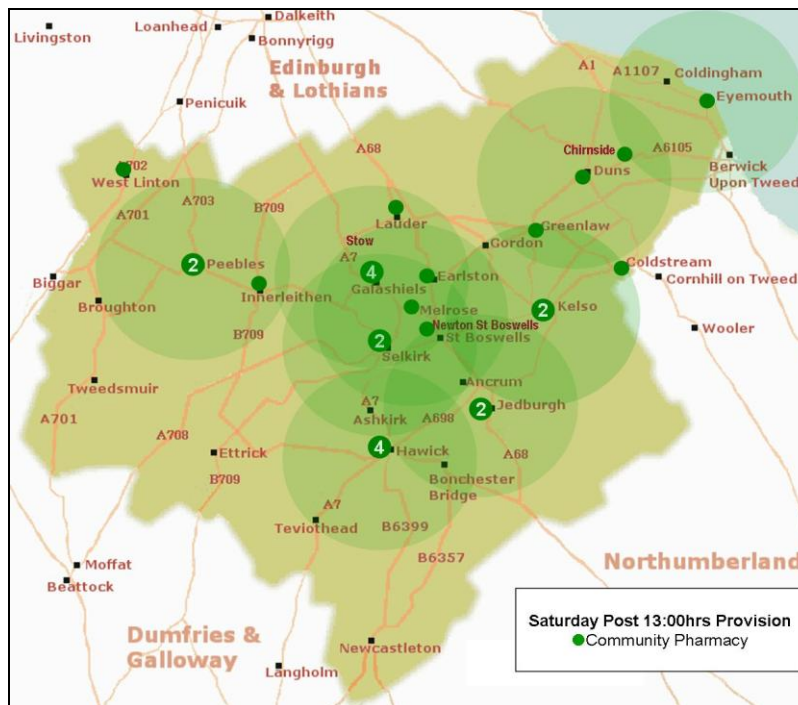 Dalkeith
Loanhead
Livingston
Bonnyrigg
Edinburgh
& Lothians
A1
A1107
Coldingham
Eyemouth
Penicuik
A68
Chirnside
A6105
A702
West Linton
Duns
Berwick
Upon Tweed
A703
B709
A701
Lauder
Greenlaw
Stow
Gordon
A7
2
Peebles
4
Earlston
Coldstream
Biggar
Galashiels
Cornhill on Tweed
Innerleithen
Broughton
Melrose
2
Kelso
Newton St Boswells
Wooler
B709
2
St Boswells
Selkirk
Tweedsmuir
Ancrum
A7
2
Jedburgh
A701
Ashkirk
A698
A708
4
Ettrick
Hawick
A68
B709
Bonchester
Bridge
A7
Teviothead
B6399
B6357
Moffat
Northumberland
Beattock
Saturday Post 13:00hrs Provision
Community Pharmacy
Dumfries &
Galloway
Newcastleton
Langholm